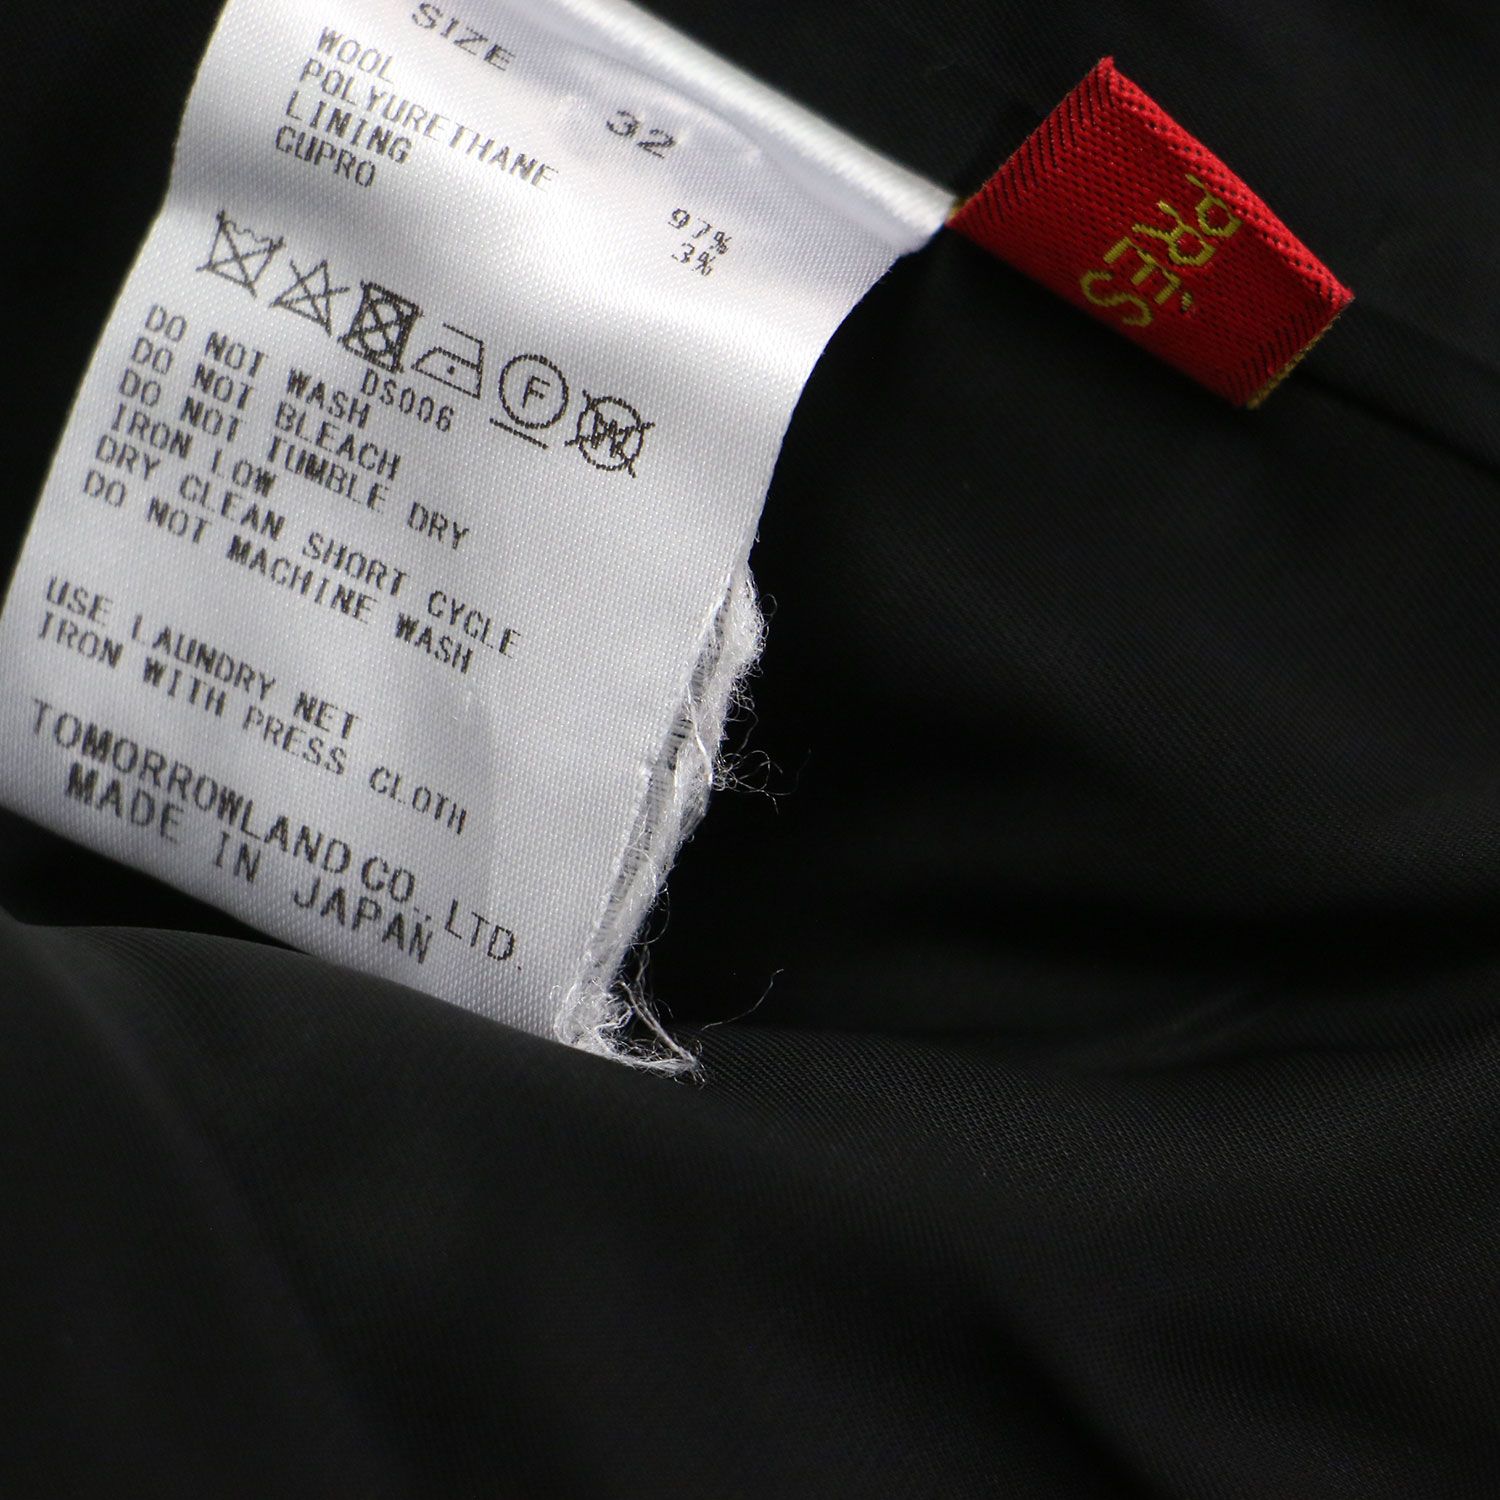 SIZE 32
WOOL 97%
POLYURETHANE 3%
LINING
CUPRO
F
W
DS006
DO NOT WASH
DO NOT BLEACH
DO NOT TUMBLE DRY
IRON LOW
DRY CLEAN SHORT CYCLE
DO NOT MACHINE WASH
USE LAUNDRY NET
IRON WITH PRESS CLOTH
TOMORROWLAND CO., LTD.
MADE IN JAPAN
PRES